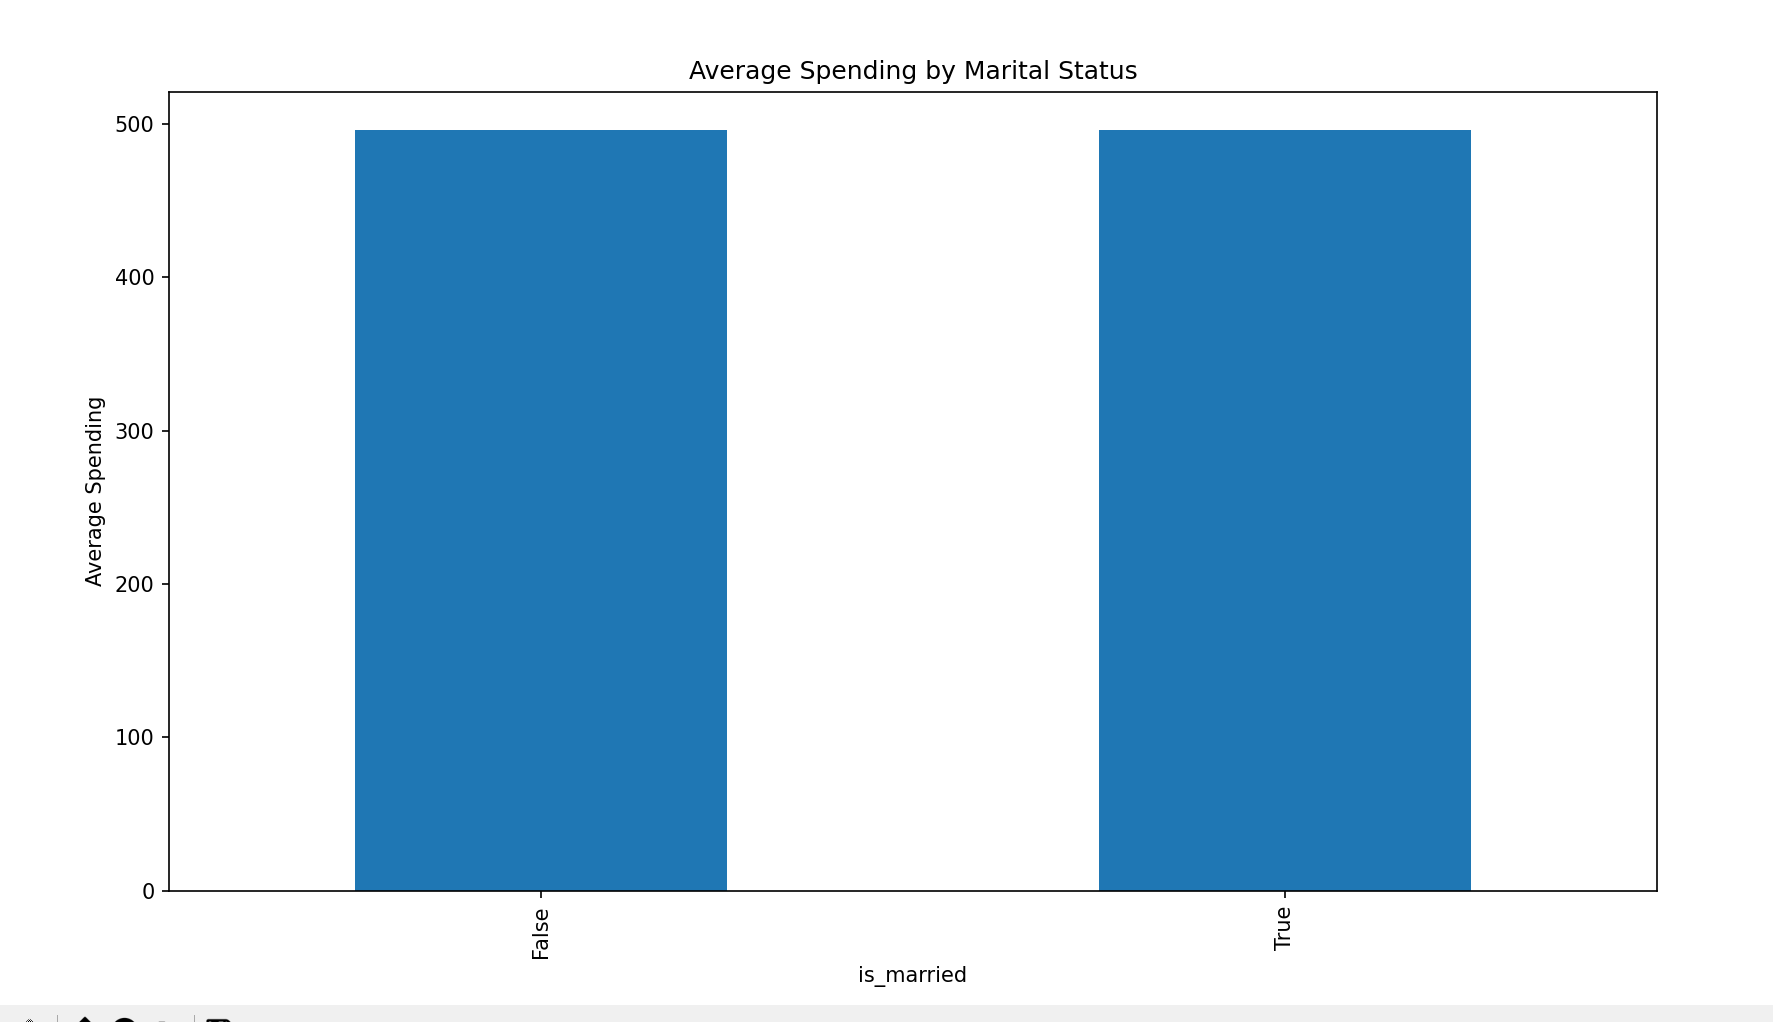 Average Spending by Marital Status
500
400
300
200
100
0
Average Spending
False
True
is_married